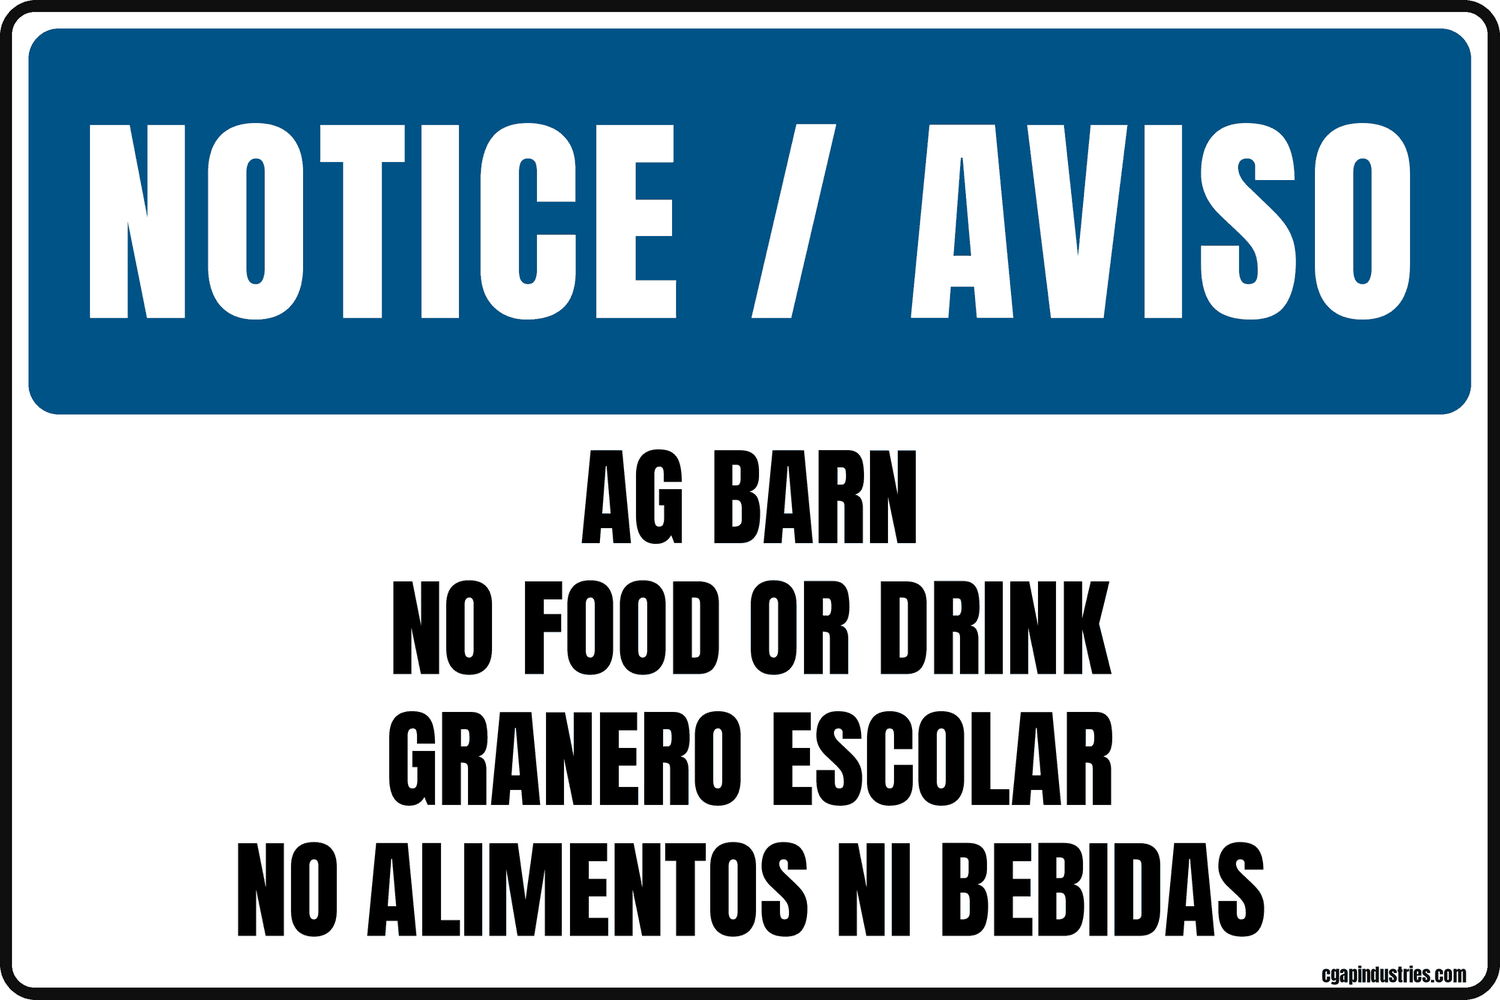 NOTICE / AVISO
AG BARN
NO FOOD OR DRINK
GRANERO ESCOLAR
NO ALIMENTOS NI BEBIDAS
cgapindustries.com